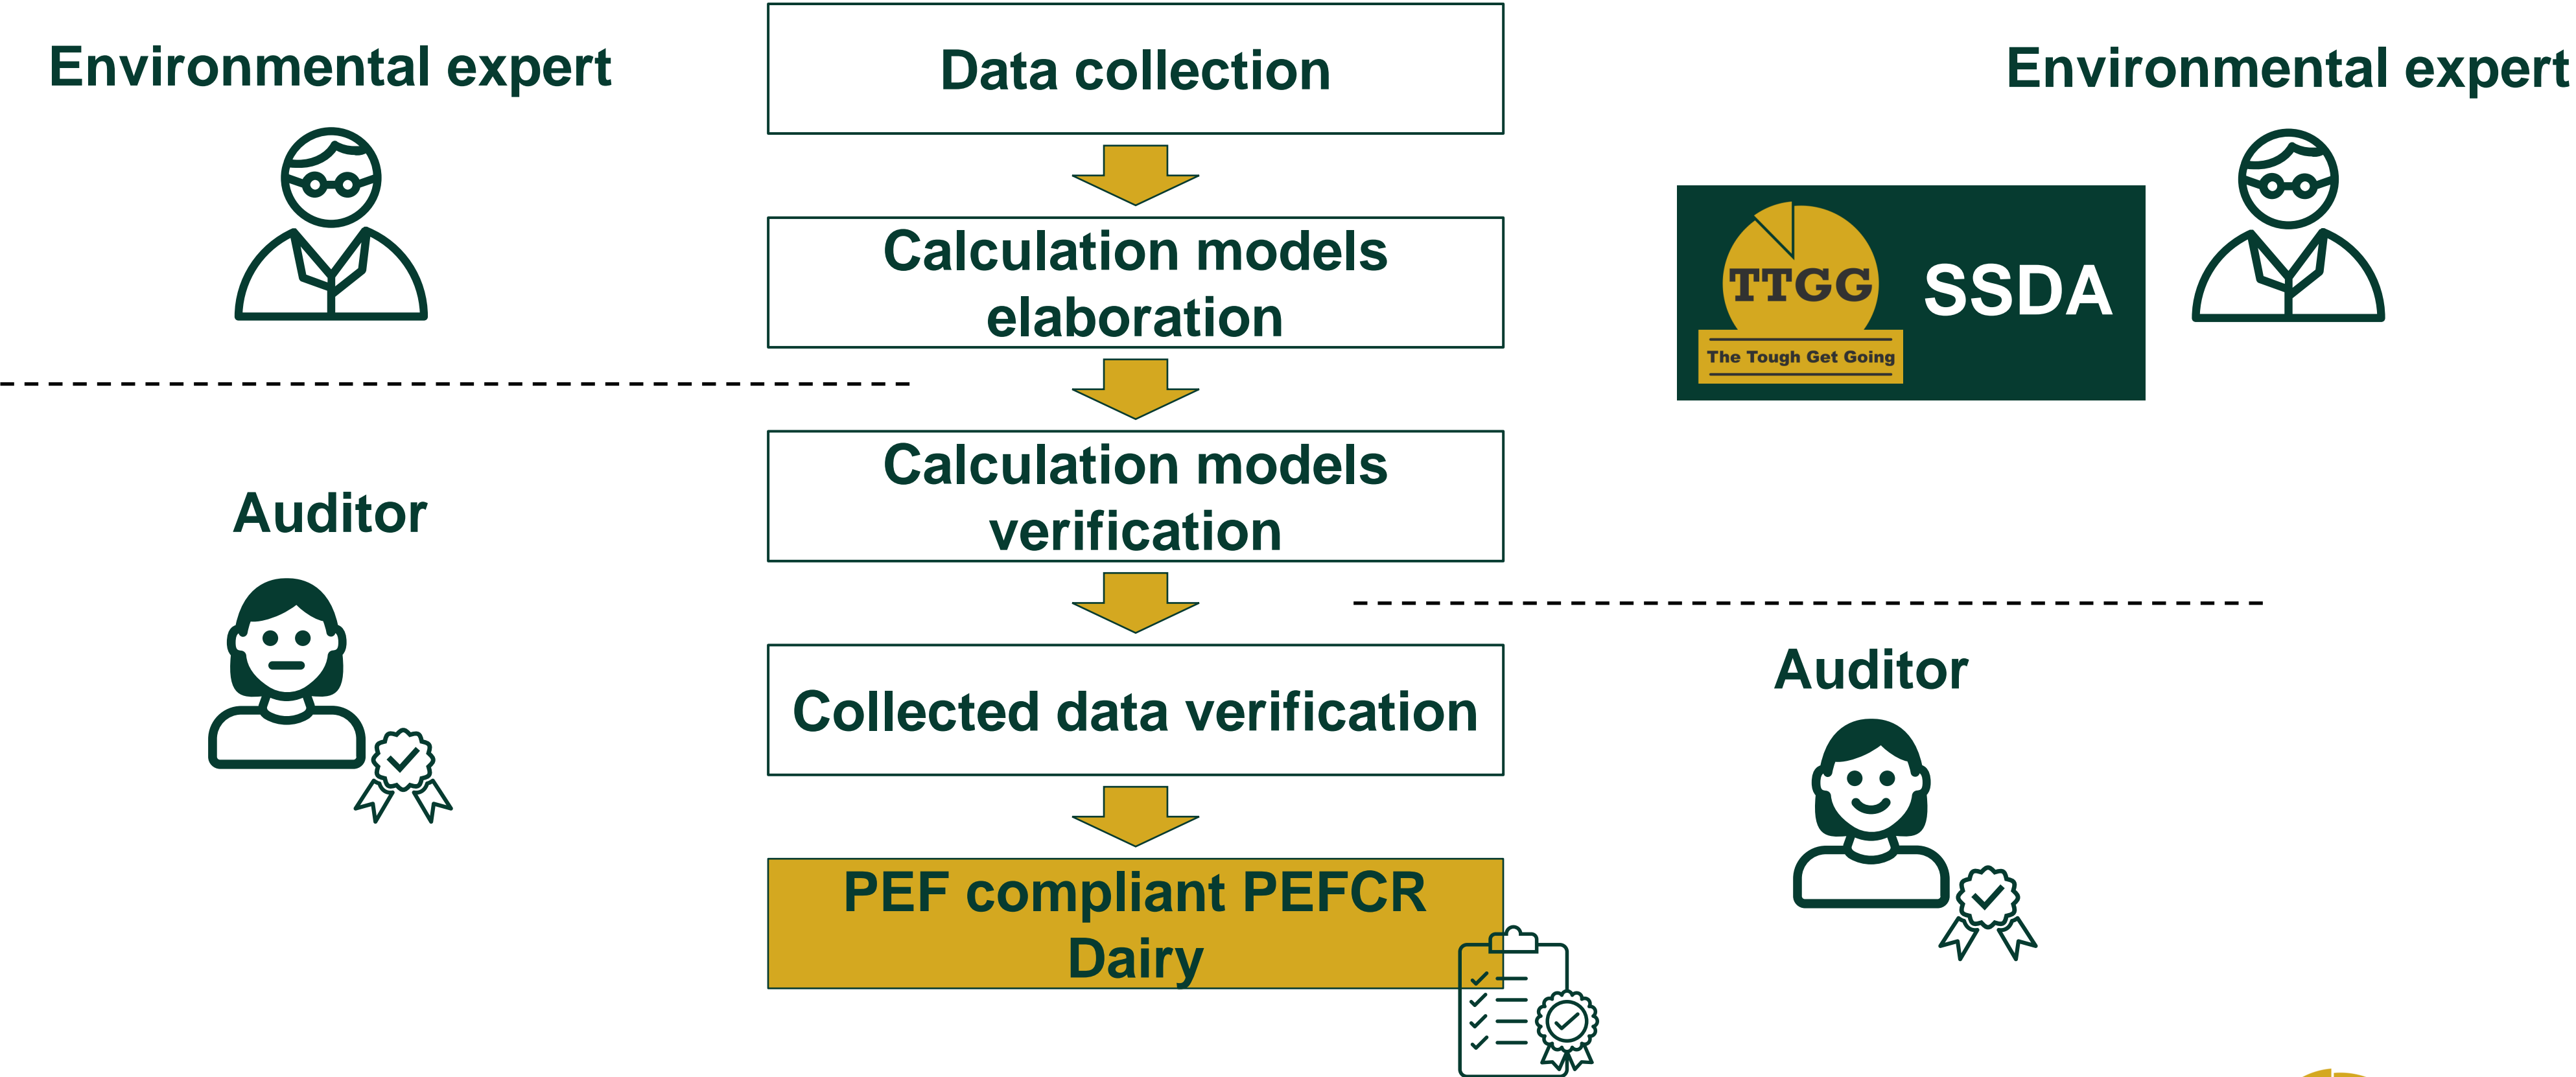 Environmental expert
Data collection
Environmental expert
Calculation models
elaboration
TTGG
SSDA
The Tough Get Going
Calculation models
verification
Auditor
Collected data verification
Auditor
PEF compliant PEFCR
Dairy